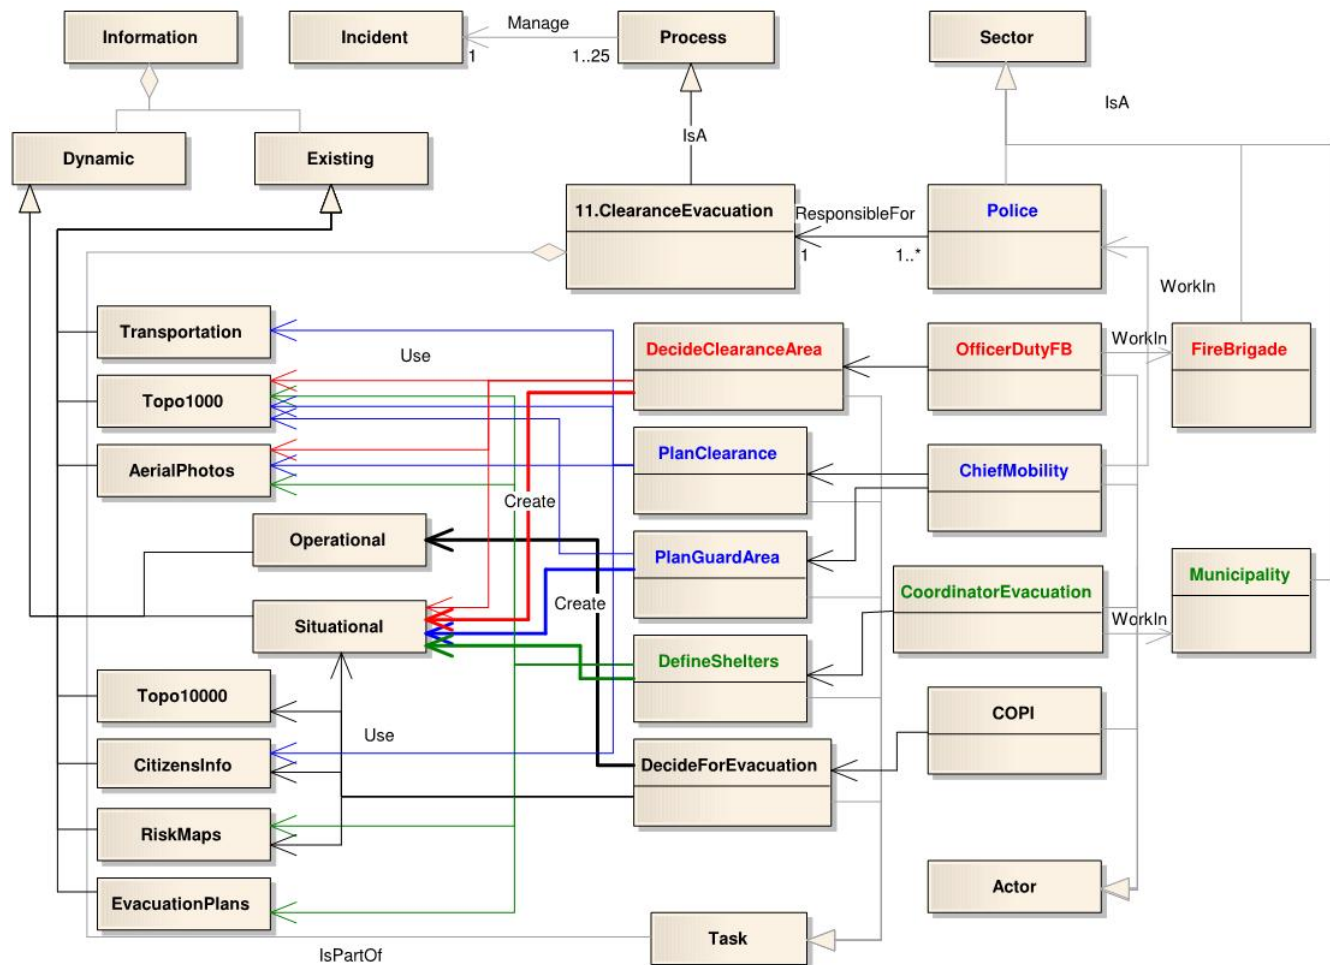 Information
Incident
Manage
1
1..25
Process
Sector
IsA
Dynamic
Existing
IsA
11.ClearanceEvacuation
ResponsibleFor
1
1..*
Police
WorkIn
Transportation
Use
DecideClearanceArea
OfficerDutyFB
WorkIn
FireBrigade
Topo1000
AerialPhotos
PlanClearance
ChiefMobility
Create
Operational
PlanGuardArea
Municipality
CoordinatorEvacuation
Create
WorkIn
Situational
DefineShelters
Topo10000
COPI
Use
CitizensInfo
DecideForEvacuation
RiskMaps
Actor
EvacuationPlans
Task
IsPartOf